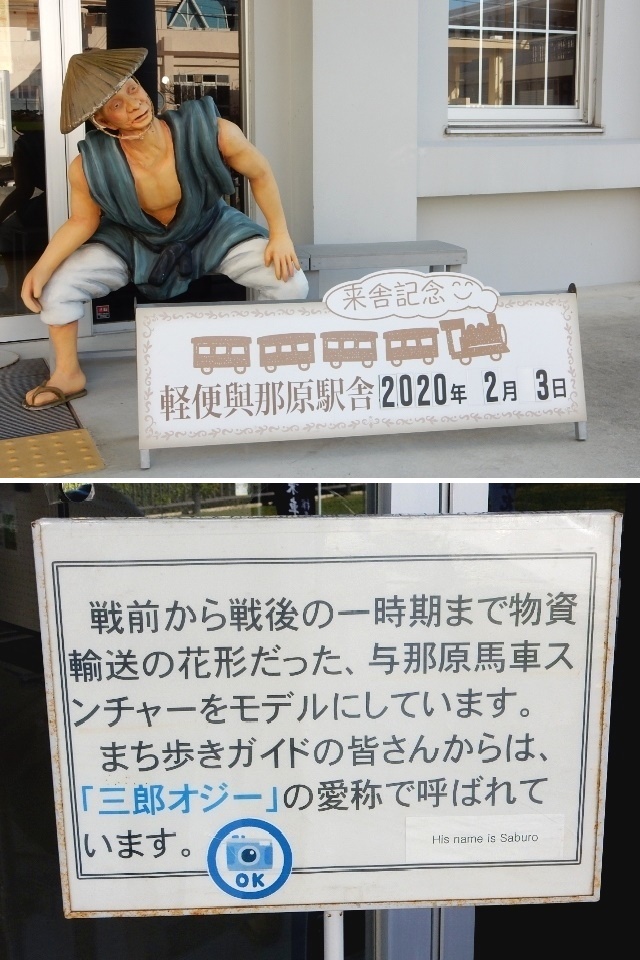 来舎記念
軽便與那原駅舎 2020年 2月 3日
戦前から戦後の一時期まで物資
輸送の花形だった、与那原馬車ス
ンチャーをモデルにしています。
まち歩きガイドの皆さんからは、
「三郎オジー」の愛称で呼ばれて
います。
OK
His name is Saburo